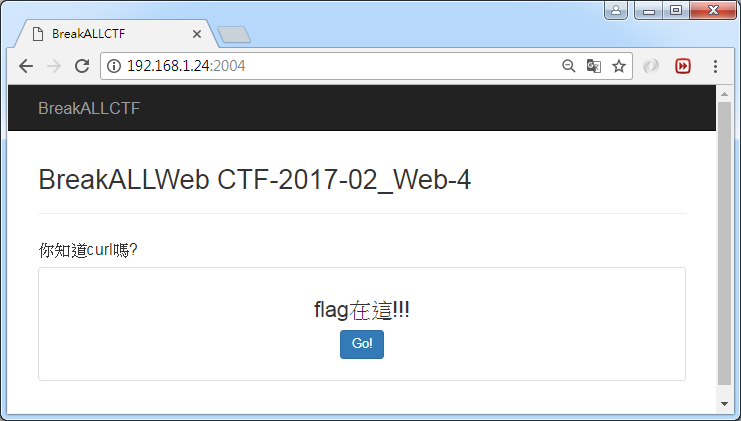 BreakALLCTF
192.168.1.24:2004
BreakALLCTF
BreakALLWeb CTF-2017-02_Web-4
你知道curl嗎?
flag在這!!!
Go!